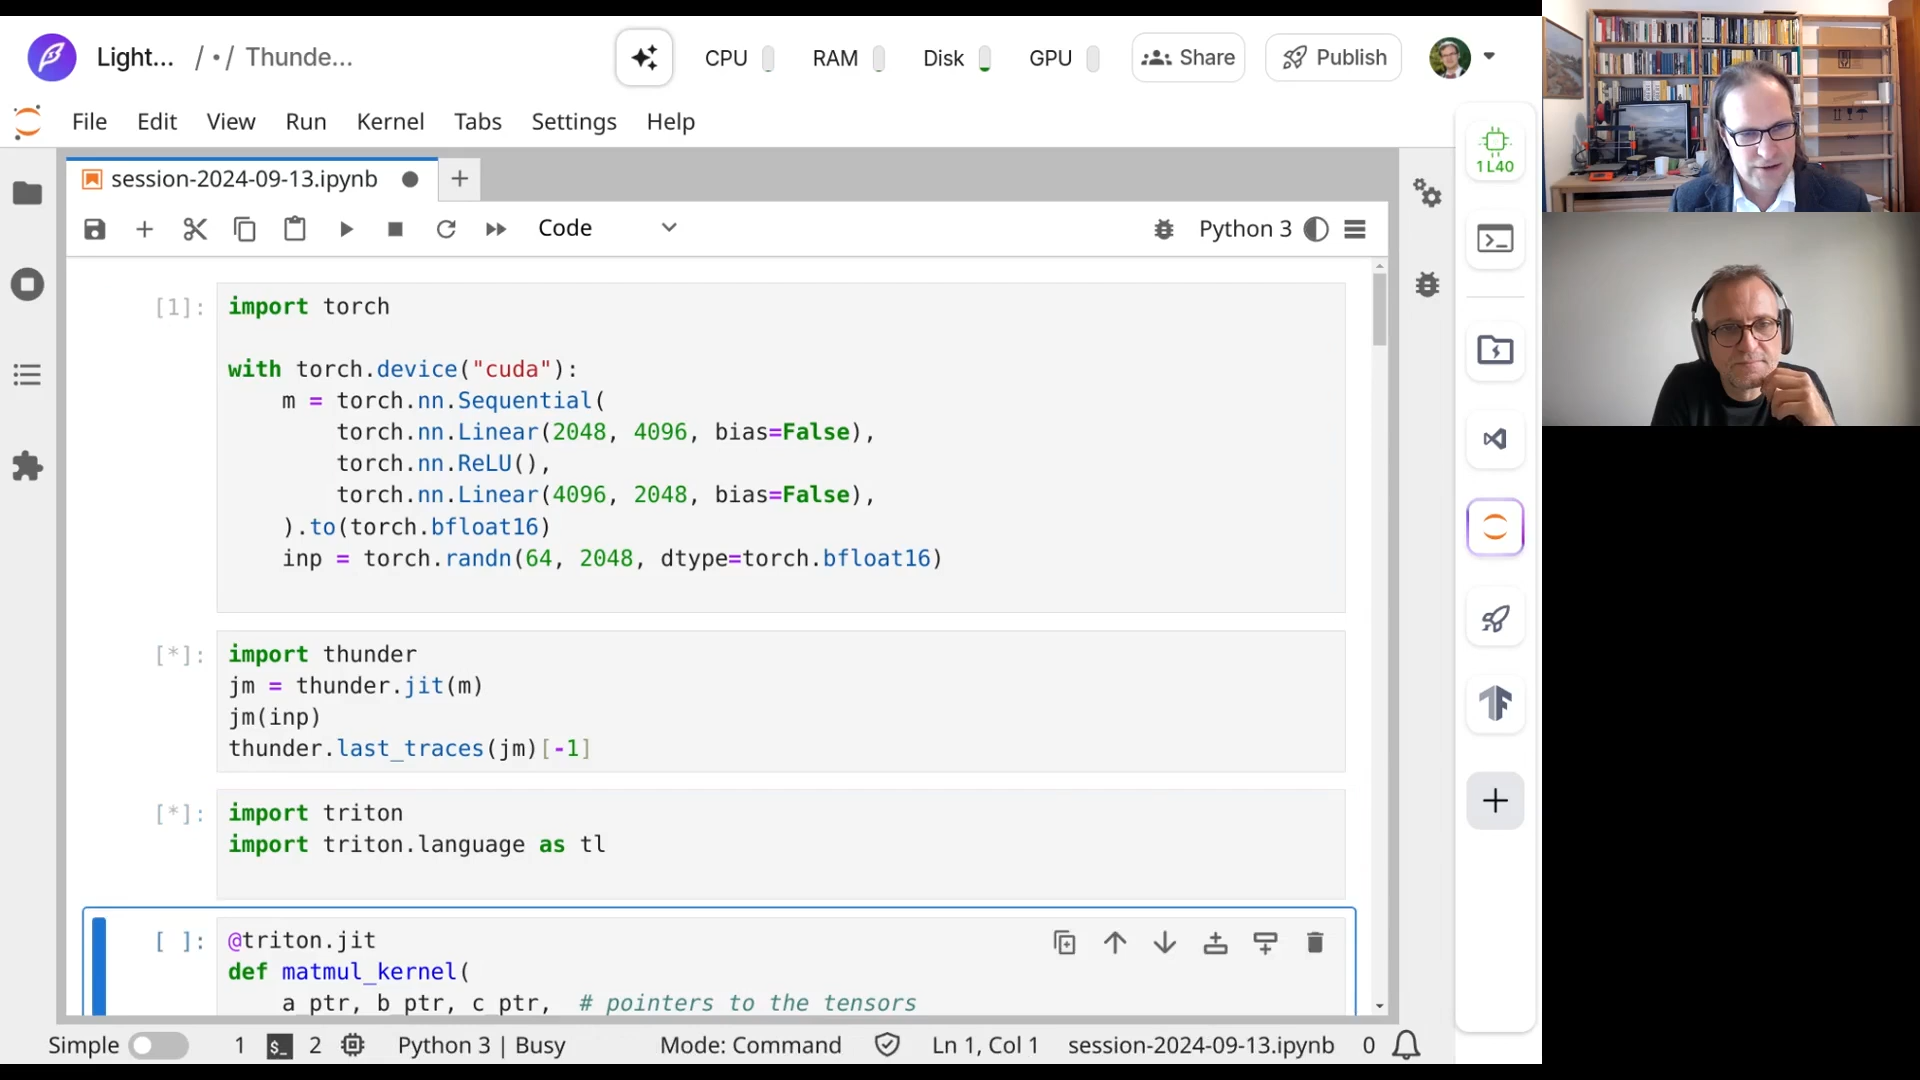 Light... / • / Thunde...
CPU RAM Disk GPU Share Publish
File Edit View Run Kernel Tabs Settings Help
1 L40
session-2024-09-13.ipynb
Code
Python 3
[1]: import torch
with torch.device("cuda"):
m = torch.nn.Sequential(
torch.nn.Linear(2048, 4096, bias=False),
torch.nn.ReLU(),
torch.nn.Linear(4096, 2048, bias=False),
).to(torch.bfloat16)
inp = torch.randn(64, 2048, dtype=torch.bfloat16)
[*]: import thunder
jm = thunder.jit(m)
jm(inp)
thunder.last_traces(jm)[-1]
[*]: import triton
import triton.language as tl
[ ]: @triton.jit
def matmul_kernel(
a_ptr, b_ptr, c_ptr, # pointers to the tensors
Simple 1 $_ 2 Python 3 | Busy Mode: Command Ln 1, Col 1 session-2024-09-13.ipynb 0